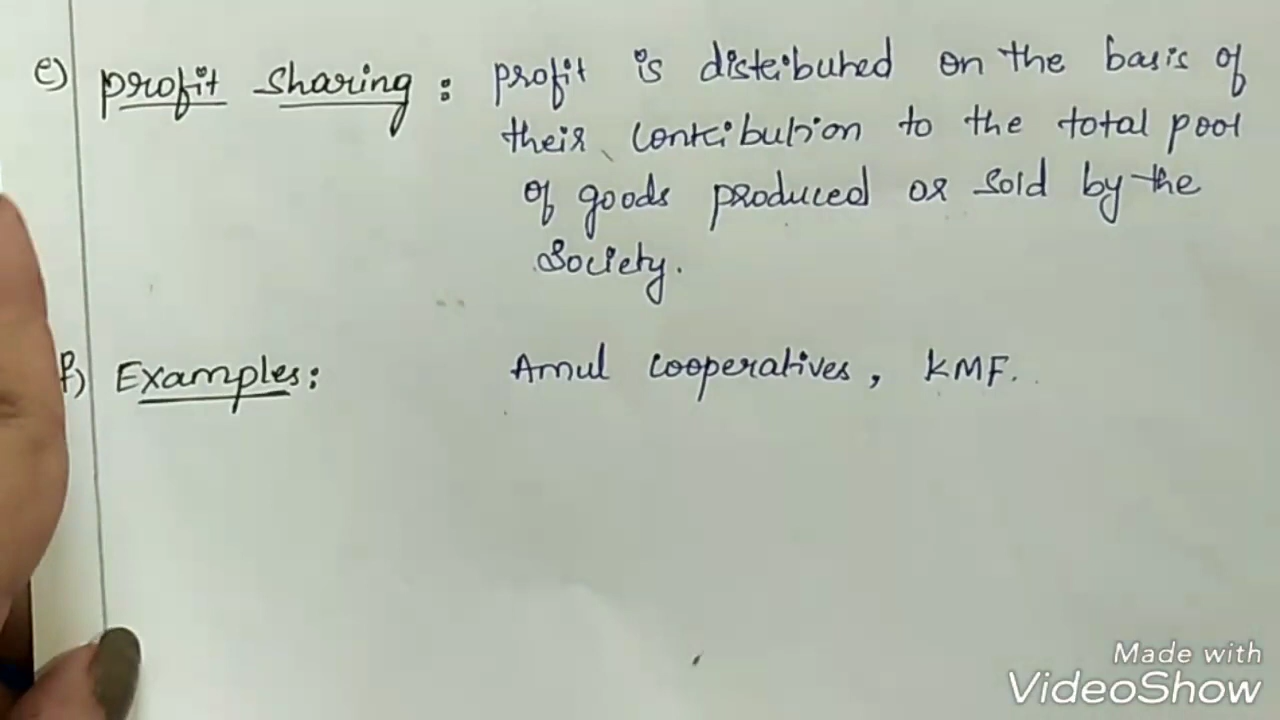 e) profit sharing : profit is distributed on the basis of
their contribution to the total pool
of goods produced or sold by the
society.
f) Examples: Amul cooperatives, KMF.
Made with
VideoShow